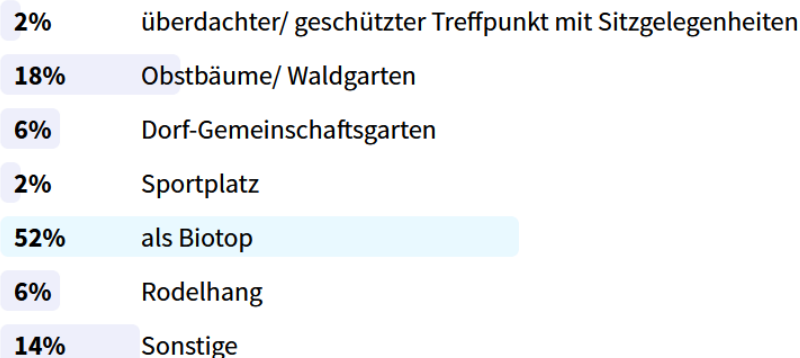 2% überdachter/ geschützter Treffpunkt mit Sitzgelegenheiten
18% Obstbäume/ Waldgarten
6% Dorf-Gemeinschaftsgarten
2% Sportplatz
52% als Biotop
6% Rodelhang
14% Sonstige